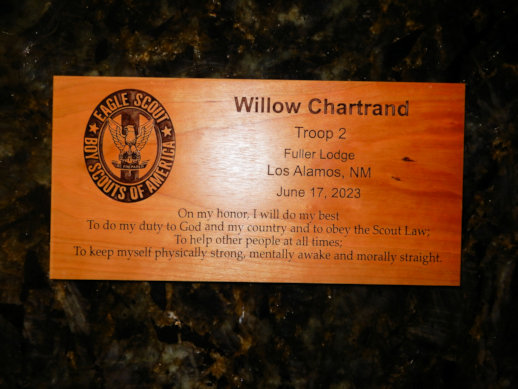 EAGLE SCOUT
BOY SCOUTS OF AMERICA
Willow Chartrand
Troop 2
Fuller Lodge
Los Alamos, NM
June 17, 2023
On my honor, I will do my best
To do my duty to God and my country and to obey the Scout Law;
To help other people at all times;
To keep myself physically strong, mentally awake and morally straight.